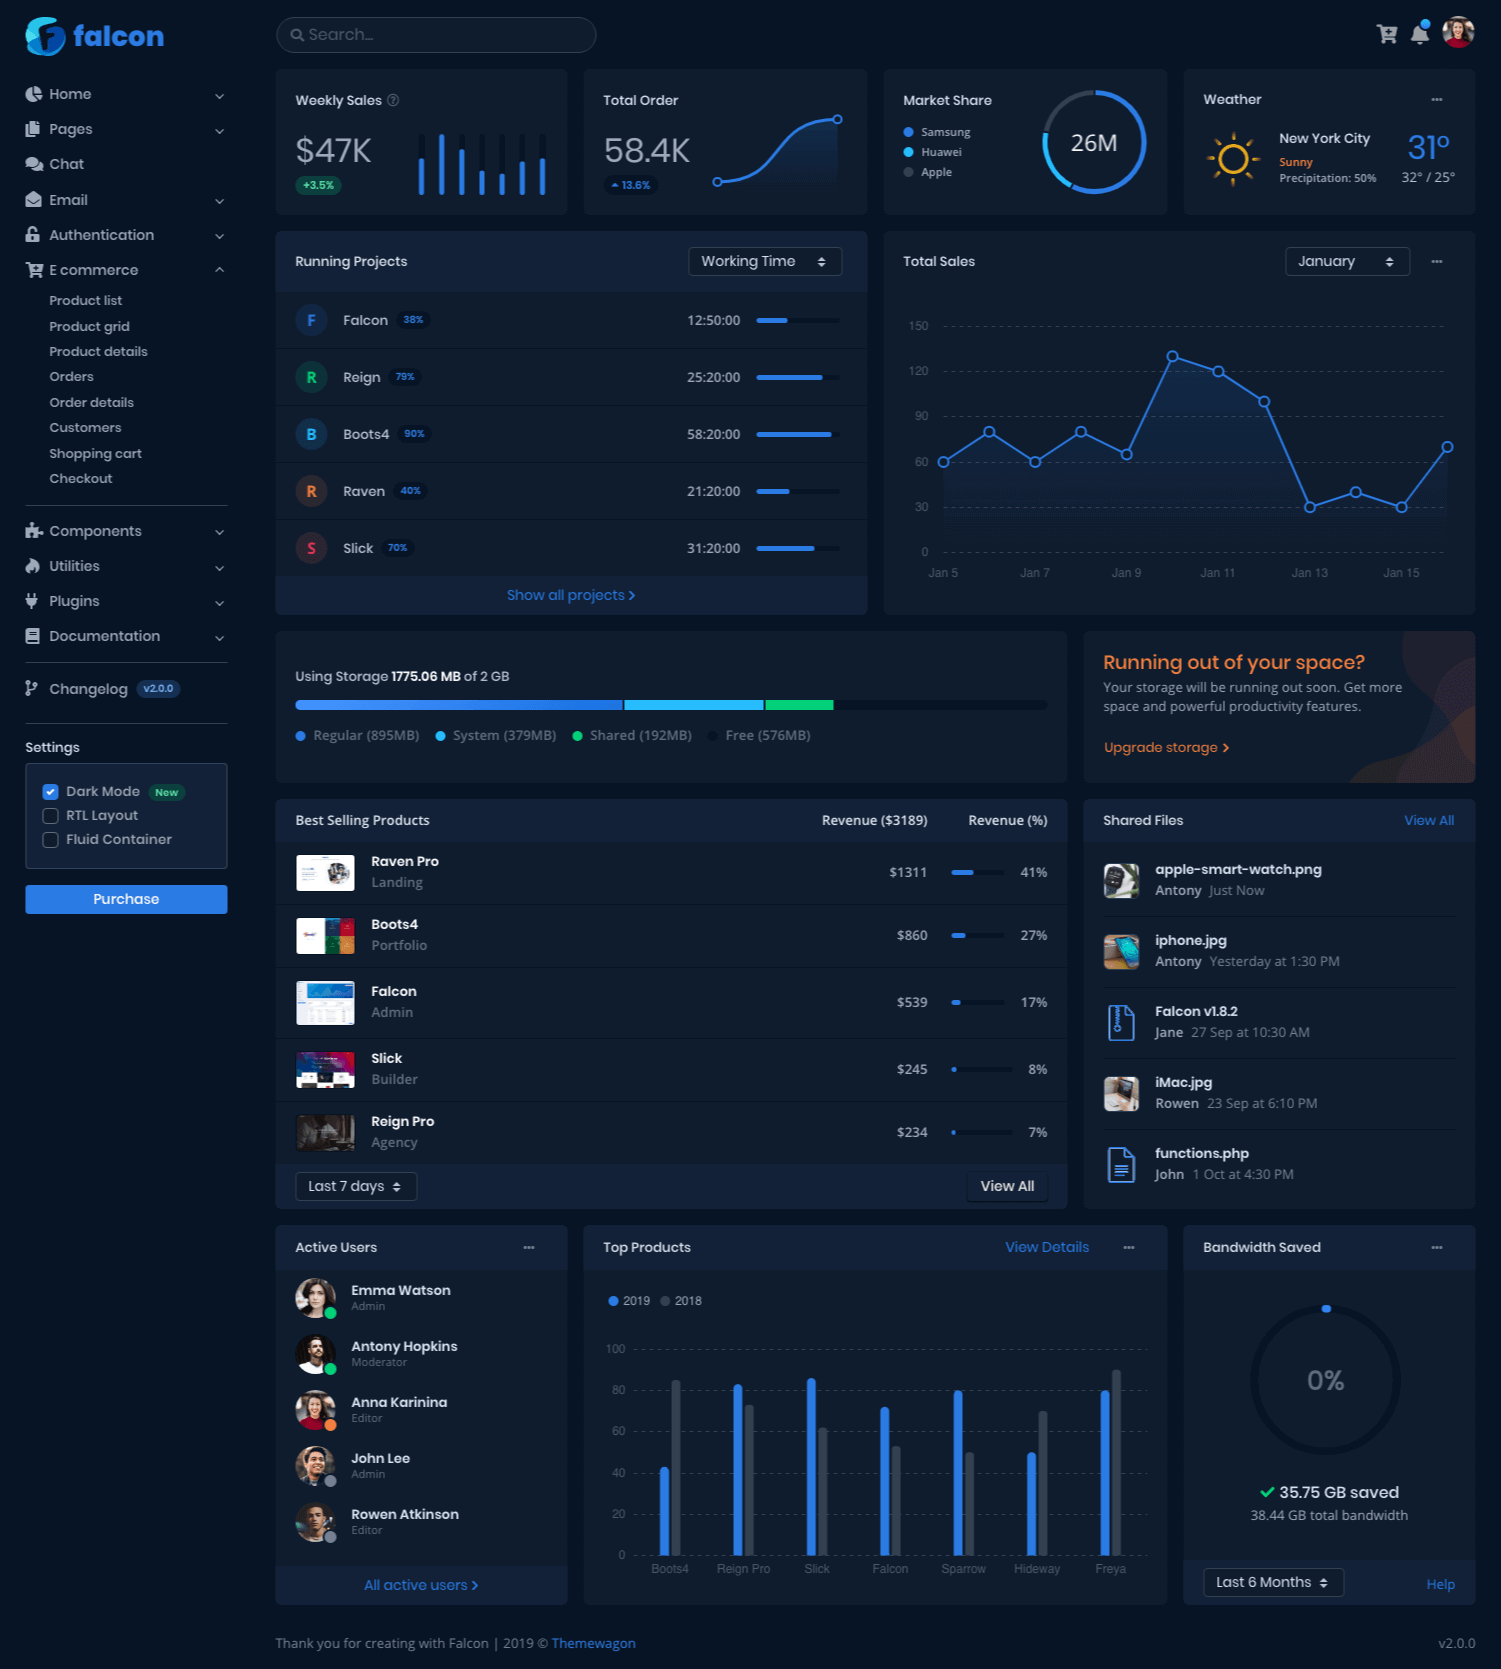 falcon
Search...
Home
Pages
Chat
Email
Authentication
E commerce
Product list
Product grid
Product details
Orders
Order details
Customers
Shopping cart
Checkout
Components
Utilities
Plugins
Documentation
Changelog v2.0.0
Settings
Dark Mode New
RTL Layout
Fluid Container
Purchase
Weekly Sales
$47K
+3.5%
Total Order
58.4K
13.6%
Market Share
Samsung
Huawei
Apple
26M
Weather
New York City
Sunny
Precipitation: 50%
31°
32° / 25°
Running Projects Working Time
F Falcon 38% 12:50:00
R Reign 79% 25:20:00
B Boots4 90% 58:20:00
R Raven 40% 21:20:00
S Slick 70% 31:20:00
Show all projects
Total Sales January
150
120
90
60
30
0
Jan 5 Jan 7 Jan 9 Jan 11 Jan 13 Jan 15
Using Storage 1775.06 MB of 2 GB
Regular (895MB) System (379MB) Shared (192MB) Free (576MB)
Running out of your space?
Your storage will be running out soon. Get more
space and powerful productivity features.
Upgrade storage
Best Selling Products Revenue ($3189) Revenue (%)
Raven Pro
Landing
$1311 41%
Boots4
Portfolio
$860 27%
Falcon
Admin
$539 17%
Slick
Builder
$245 8%
Reign Pro
Agency
$234 7%
Last 7 days View All
Shared Files View All
apple-smart-watch.png
Antony Just Now
iphone.jpg
Antony Yesterday at 1:30 PM
Falcon v1.8.2
Jane 27 Sep at 10:30 AM
iMac.jpg
Rowen 23 Sep at 6:10 PM
functions.php
John 1 Oct at 4:30 PM
Active Users
Emma Watson
Admin
Antony Hopkins
Moderator
Anna Karinina
Editor
John Lee
Admin
Rowen Atkinson
Editor
All active users
Top Products View Details
2019 2018
100
80
60
40
20
0
Boots4 Reign Pro Slick Falcon Sparrow Hideway Freya
Bandwidth Saved
0%
35.75 GB saved
38.44 GB total bandwidth
Last 6 Months Help
Thank you for creating with Falcon | 2019 © Themewagon
v2.0.0